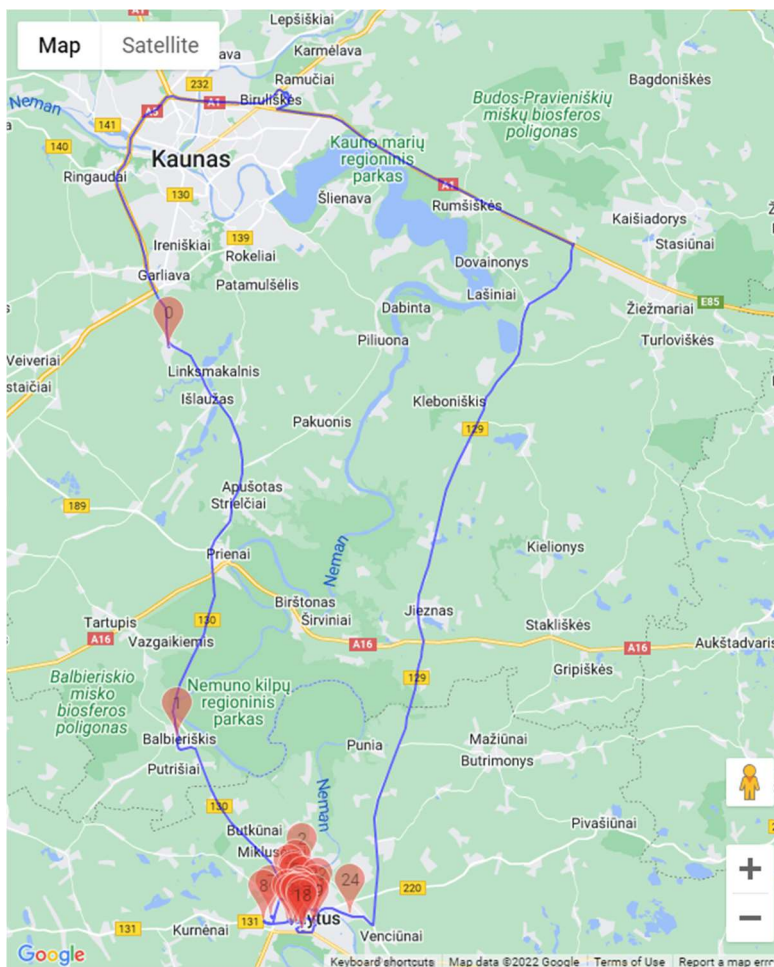 Map
Satellite
Lepšiškiai
Karmėlava
Ramučiai
232
A1
Biruliškės
Neman
141
A5
140
Kaunas
Ringaudai
130
Bagdoniškės
Budos-Pravieniškių
miškų biosferos
poligonas
Kauno marių
regioninis
parkas
A1
Šlienava
Rumšiškės
Kaišiadorys
Stasiūnai
Ireniškiai
139
Rokeliai
Garliava
Patamulšėlis
Dovainonys
Lašiniai
E85
Dabinta
Žiežmariai
0
Piliuona
Turloviškės
Veiveriai
staičiai
Linksmakalnis
Išlaužas
Pakuonis
Kleboniškis
129
Apušotas
Strielčiai
189
Prienai
Neman
Kielionys
Birštonas
Širviniai
130
Tartupis
A16
Vazgaikiemis
Jieznas
A16
Stakliškės
A16
Aukštadvaris
Gripiškės
129
Balbieriskio
misko
biosferos
poligonas
Nemuno kilpų
regioninis
parkas
1
Balbieriškis
Putrišiai
Punia
Mažiūnai
Butrimonys
130
Neman
Butkūnai
2
Pivašiūnai
8
18
24
220
131
Kurnėnai
131
Venciūnai
Google
Keyboard shortcuts
Map data ©2022 Google
Terms of Use
Report a map err